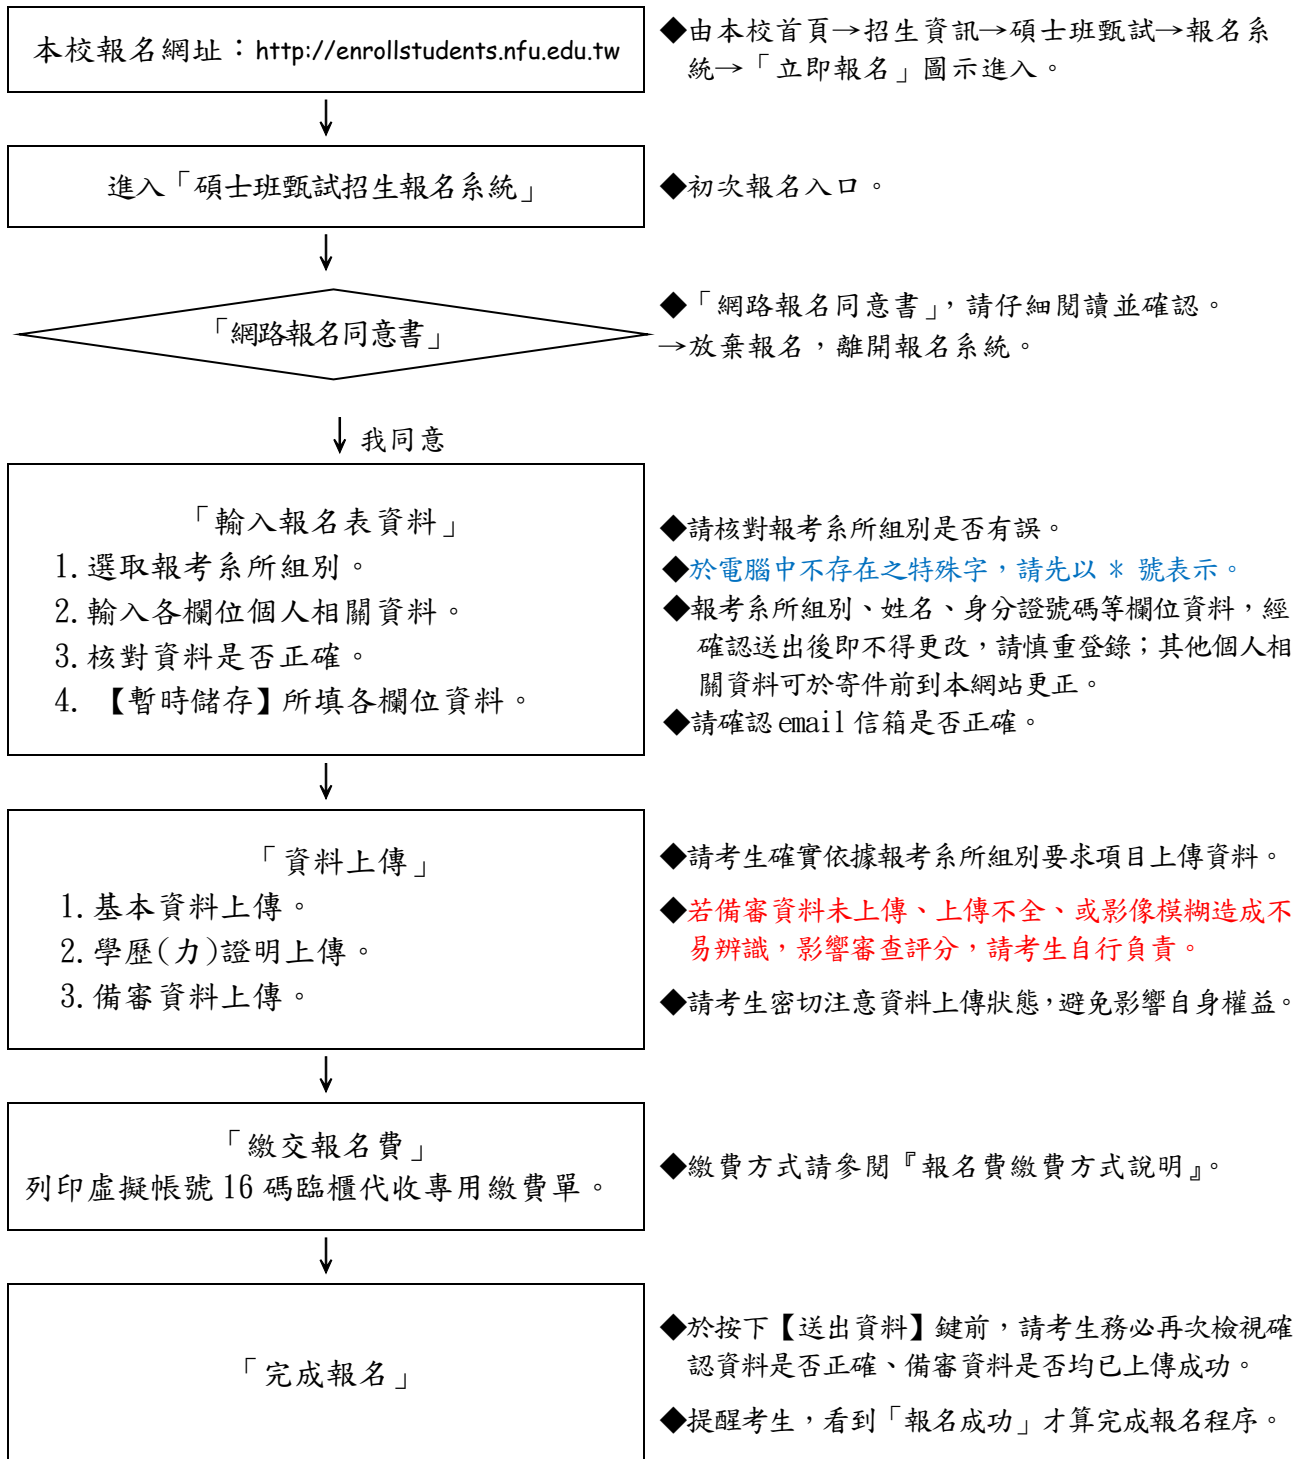 本校報名網址：http://enrollstudents.nfu.edu.tw
◆由本校首頁→招生資訊→碩士班甄試→報名系
統→「立即報名」圖示進入。
進入「碩士班甄試招生報名系統」
◆初次報名入口。
「網路報名同意書」
◆「網路報名同意書」，請仔細閱讀並確認。
→放棄報名，離開報名系統。
我同意
「輸入報名表資料」
1.選取報考系所組別。
2.輸入各欄位個人相關資料。
3.核對資料是否正確。
4.【暫時儲存】所填各欄位資料。
◆請核對報考系所組別是否有誤。
◆於電腦中不存在之特殊字，請先以 * 號表示。
◆報考系所組別、姓名、身分證號碼等欄位資料，經
確認送出後即不得更改，請慎重登錄；其他個人相
關資料可於寄件前到本網站更正。
◆請確認 email 信箱是否正確。
「資料上傳」
1.基本資料上傳。
2.學歷(力)證明上傳。
3.備審資料上傳。
◆請考生確實依據報考系所組別要求項目上傳資料。
◆若備審資料未上傳、上傳不全、或影像模糊造成不
易辨識，影響審查評分，請考生自行負責。
◆請考生密切注意資料上傳狀態，避免影響自身權益。
「繳交報名費」
列印虛擬帳號 16 碼臨櫃代收專用繳費單。
◆繳費方式請參閱『報名費繳費方式說明』。
「完成報名」
◆於按下【送出資料】鍵前，請考生務必再次檢視確
認資料是否正確、備審資料是否均已上傳成功。
◆提醒考生，看到「報名成功」才算完成報名程序。